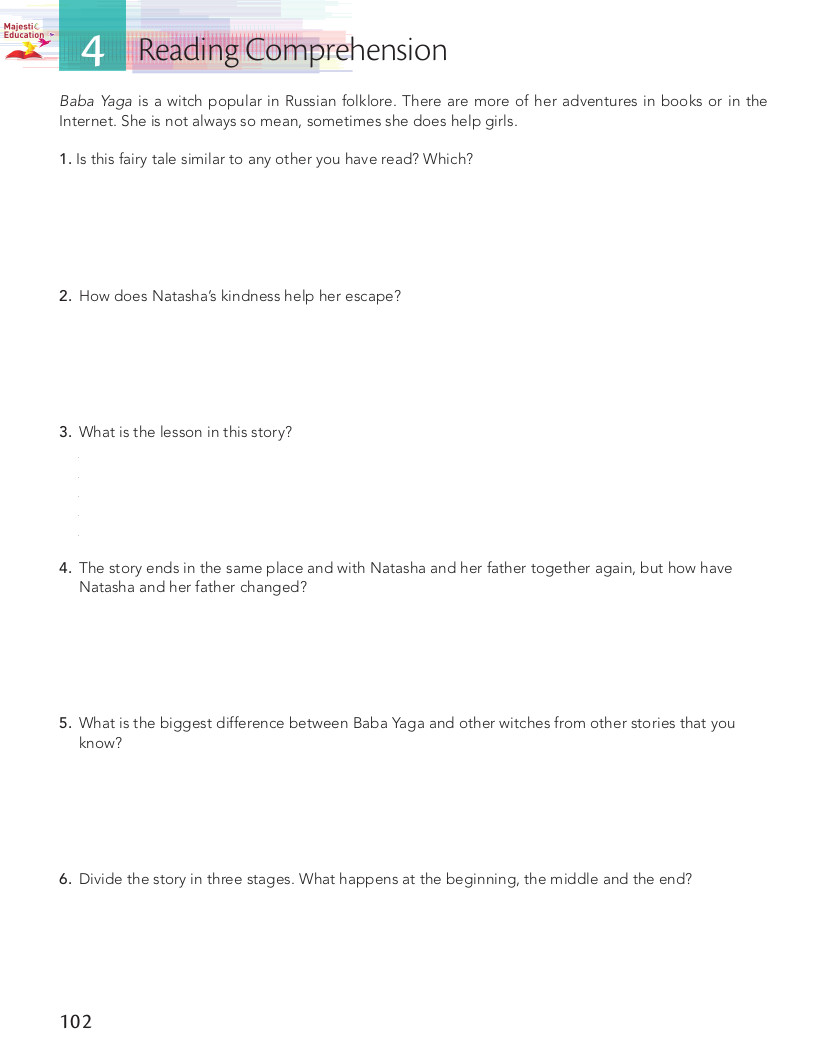 Majestic
Education
4 Reading Comprehension
Baba Yaga is a witch popular in Russian folklore. There are more of her adventures in books or in the
Internet. She is not always so mean, sometimes she does help girls.
1. Is this fairy tale similar to any other you have read? Which?
2. How does Natasha’s kindness help her escape?
3. What is the lesson in this story?
4. The story ends in the same place and with Natasha and her father together again, but how have
Natasha and her father changed?
5. What is the biggest difference between Baba Yaga and other witches from other stories that you
know?
6. Divide the story in three stages. What happens at the beginning, the middle and the end?
102